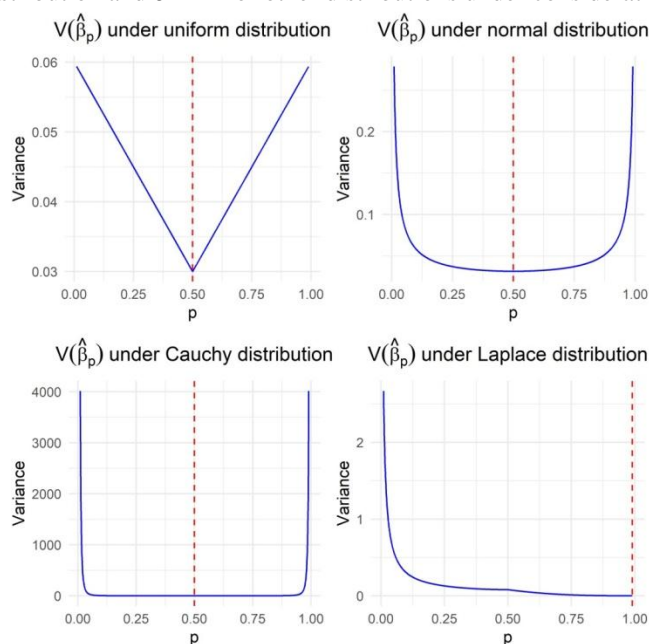 V(β̂p) under uniform distribution
V(β̂p) under normal distribution
0.06
0.05
0.04
0.03
Variance
0.00 0.25 0.50 0.75 1.00
p
0.2
0.1
Variance
0.00 0.25 0.50 0.75 1.00
p
V(β̂p) under Cauchy distribution
V(β̂p) under Laplace distribution
4000
3000
2000
1000
0
Variance
0.00 0.25 0.50 0.75 1.00
p
2
1
0
Variance
0.00 0.25 0.50 0.75 1.00
p